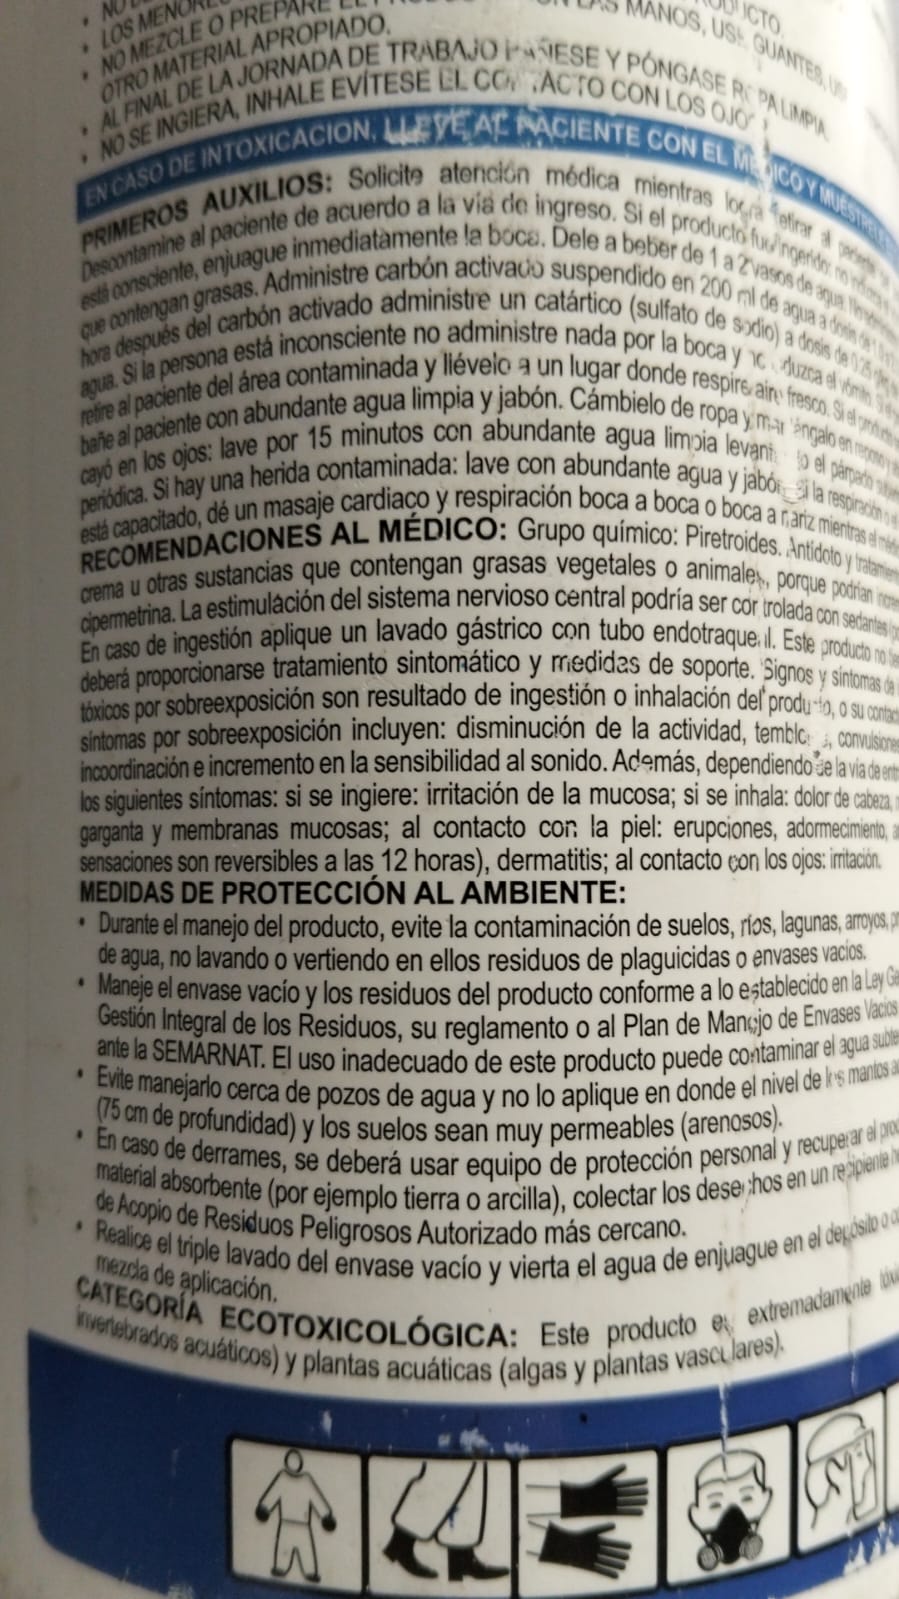 LOS MENORES
DUCTO.
NO MEZCLE O PREPARE EL LAS MANOS, USE GUANTES,
OTRO MATERIAL APROPIADO.
AL FINAL DE LA JORNADA DE TRABAJO BAÑESE Y PÓNGASE ROPA LIMPIA.
NO SE INGIERA, INHALE EVÍTESE EL CONTACTO CON LOS OJOS
EN CASO DE INTOXICACION, LLEVE AL PACIENTE CON EL MÉDICO Y MUÉSTRELE
PRIMEROS AUXILIOS: Solicite atención médica mientras logra retirar al paciente
Descontamine al paciente de acuerdo a la vía de ingreso. Si el producto fue ingerido: no
está consciente, enjuague inmediatamente la boca. Dele a beber de 1 a 2 vasos de agua.
que contengan grasas. Administre carbón activado suspendido en 200 ml de agua a dosis de
hora después del carbón activado administre un catártico (sulfato de sodio) a dosis de 0.25
agua. Si la persona está inconsciente no administre nada por la boca y no induzca el vómito.
retire al paciente del área contaminada y llévelo a un lugar donde respire aire fresco. Si el producto
bañe al paciente con abundante agua limpia y jabón. Cámbielo de ropa y manténgalo en reposo
cayó en los ojos: lave por 15 minutos con abundante agua limpia levantando el párpado
periódica. Si hay una herida contaminada: lave con abundante agua y jabón. Si la respiración
está capacitado, dé un masaje cardiaco y respiración boca a boca o boca a nariz mientras el
RECOMENDACIONES AL MÉDICO: Grupo químico: Piretroides. Antídoto y
crema u otras sustancias que contengan grasas vegetales o animales, porque podrían
cipermetrina. La estimulación del sistema nervioso central podría ser controlada con sedantes
En caso de ingestión aplique un lavado gástrico con tubo endotraqueal. Este producto no
deberá proporcionarse tratamiento sintomático y medidas de soporte. Signos y síntomas de
tóxicos por sobreexposición son resultado de ingestión o inhalación del producto, o su
síntomas por sobreexposición incluyen: disminución de la actividad, temblores, convulsiones
incoordinación e incremento en la sensibilidad al sonido. Además, dependiendo de la vía de
los siguientes síntomas: si se ingiere: irritación de la mucosa; si se inhala: dolor de cabeza,
garganta y membranas mucosas; al contacto con la piel: erupciones, adormecimiento,
sensaciones son reversibles a las 12 horas), dermatitis; al contacto con los ojos: irritación.
MEDIDAS DE PROTECCIÓN AL AMBIENTE:
• Durante el manejo del producto, evite la contaminación de suelos, ríos, lagunas, arroyos,
de agua, no lavando o vertiendo en ellos residuos de plaguicidas o envases vacíos.
• Maneje el envase vacío y los residuos del producto conforme a lo establecido en la Ley
Gestión Integral de los Residuos, su reglamento o al Plan de Manejo de Envases Vacios
ante la SEMARNAT. El uso inadecuado de este producto puede contaminar el agua
• Evite manejarlo cerca de pozos de agua y no lo aplique en donde el nivel de los mantos
(75 cm de profundidad) y los suelos sean muy permeables (arenosos).
• En caso de derrames, se deberá usar equipo de protección personal y recuperar el
material absorbente (por ejemplo tierra o arcilla), colectar los desechos en un recipiente
de Acopio de Residuos Peligrosos Autorizado más cercano.
• Realice el triple lavado del envase vacío y vierta el agua de enjuague en el depósito o
mezcla de aplicación.
CATEGORÍA ECOTOXICOLÓGICA: Este producto es extremadamente
invertebrados acuáticos) y plantas acuáticas (algas y plantas vasculares).